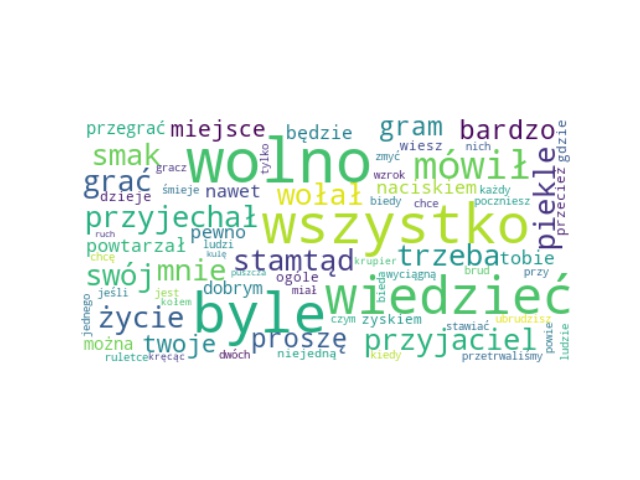 przegrać miejsce będzie gram bardzo
smak gracz wolno tylko zmyć wiesz nich mówił gdzie
grać śmieje nawet wołał wzrok naciskiem każdy piekle przecież
dzieje biedy chce poczniesz
przyjechał wszystko
ruch pewno
powtarzał ludzi stamtąd trzeba tobie
chcę kuię krupier
swój mnie puszcza ogóle bieda wyciągną brud przy
jeśli jest dobrym miał wiedzieć
jednego kołem
życie byle czym zyskiem stawiać ubrudzisz
można twoje proszę przyjaciel powie ludzie
ruletce kręcąc dwóch niejedną kiedy przetrwaliśmy